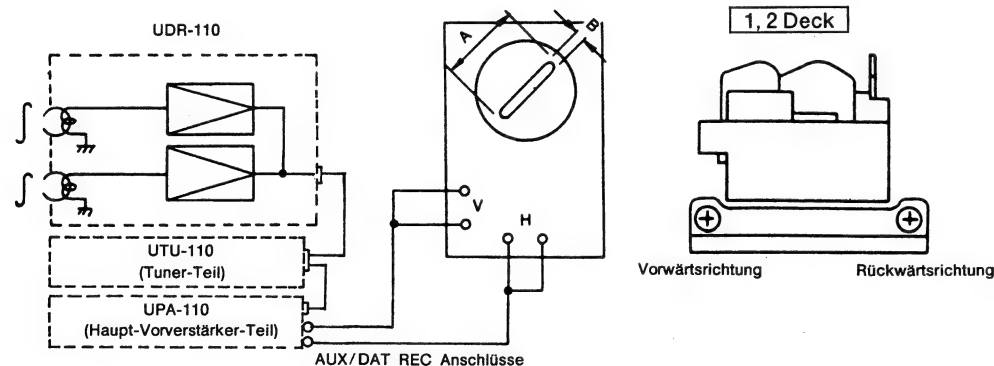 UDR-110
UTU-110
(Tuner-Teil)
UPA-110
(Haupt-Vorverstärker-Teil)
AUX/DAT REC Anschlüsse
A
B
V
H
1, 2 Deck
Vorwärtsrichtung
Rückwärtsrichtung